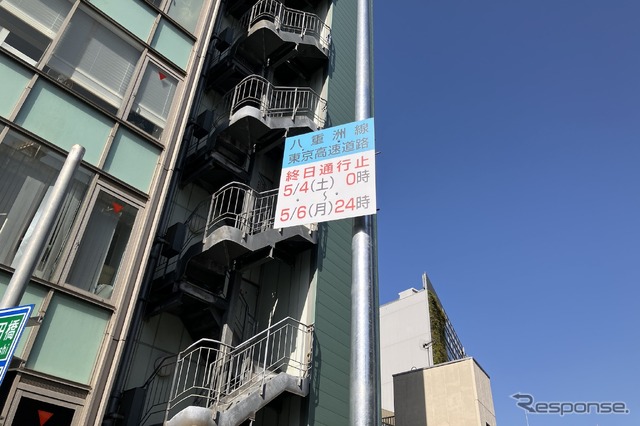 八・重・洲・線
東京高速道路
終日通行止
5/4(土) 0時
・～・
5/6(月)24時
橋
Response.